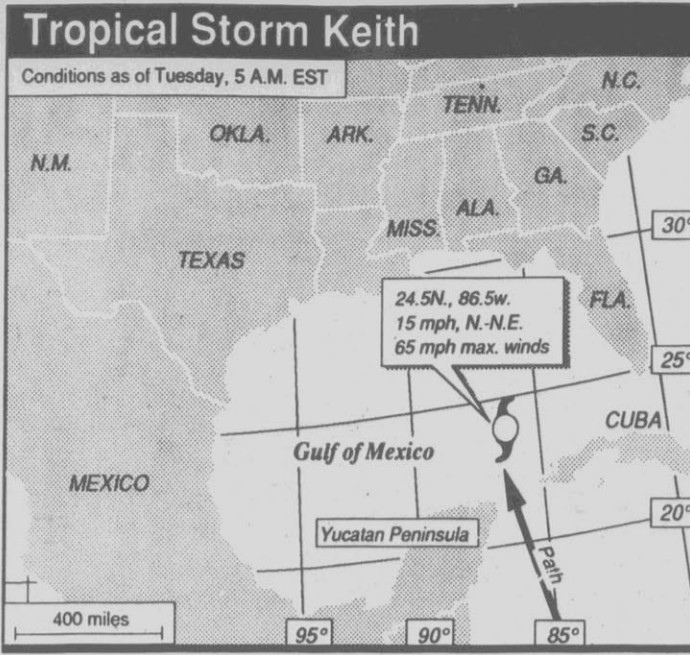 Tropical Storm Keith
Conditions as of Tuesday, 5 A.M. EST
N.C.
TENN.
OKLA.
ARK.
S.C.
N.M.
GA.
ALA.
MISS.
30°
TEXAS
24.5N., 86.5w.
15 mph, N.-N.E.
65 mph max. winds
FLA.
25°
CUBA
Gulf of Mexico
MEXICO
20°
Yucatan Peninsula
Path
400 miles
95°
90°
85°